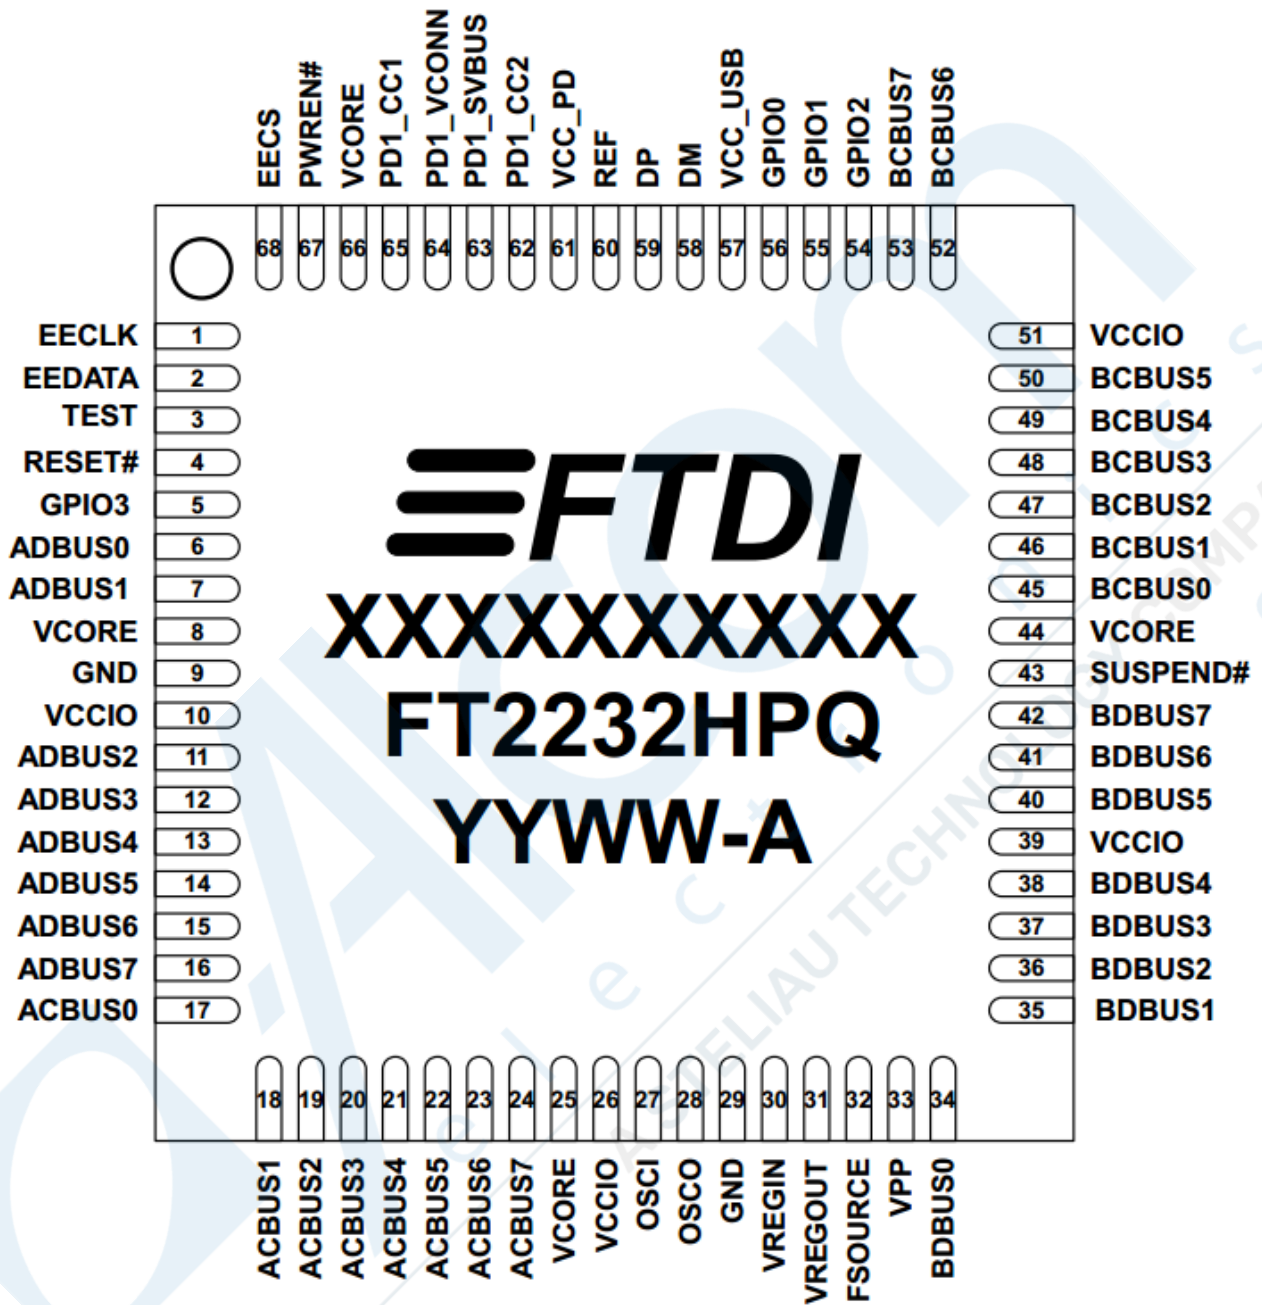 EECS
PWREN#
VCORE
PD1_CC1
PD1_VCONN
PD1_SVBUS
PD1_CC2
VCC_PD
REF
DP
DM
VCC_USB
GPIO0
GPIO1
GPIO2
BCBUS7
BCBUS6
68 67 66 65 64 63 62 61 60 59 58 57 56 55 54 53 52
EECLK 1
EEDATA 2
TEST 3
RESET# 4
GPIO3 5
ADBUS0 6
ADBUS1 7
VCORE 8
GND 9
VCCIO 10
ADBUS2 11
ADBUS3 12
ADBUS4 13
ADBUS5 14
ADBUS6 15
ADBUS7 16
ACBUS0 17
FTDI
XXXXXXXXXX
FT2232HPQ
YYWW-A
51 VCCIO
50 BCBUS5
49 BCBUS4
48 BCBUS3
47 BCBUS2
46 BCBUS1
45 BCBUS0
44 VCORE
43 SUSPEND#
42 BDBUS7
41 BDBUS6
40 BDBUS5
39 VCCIO
38 BDBUS4
37 BDBUS3
36 BDBUS2
35 BDBUS1
18 19 20 21 22 23 24 25 26 27 28 29 30 31 32 33 34
ACBUS1
ACBUS2
ACBUS3
ACBUS4
ACBUS5
ACBUS6
ACBUS7
VCORE
VCCIO
OSCI
OSCO
GND
VREGIN
VREGOUT
FSOURCE
VPP
BDBUS0
electronics